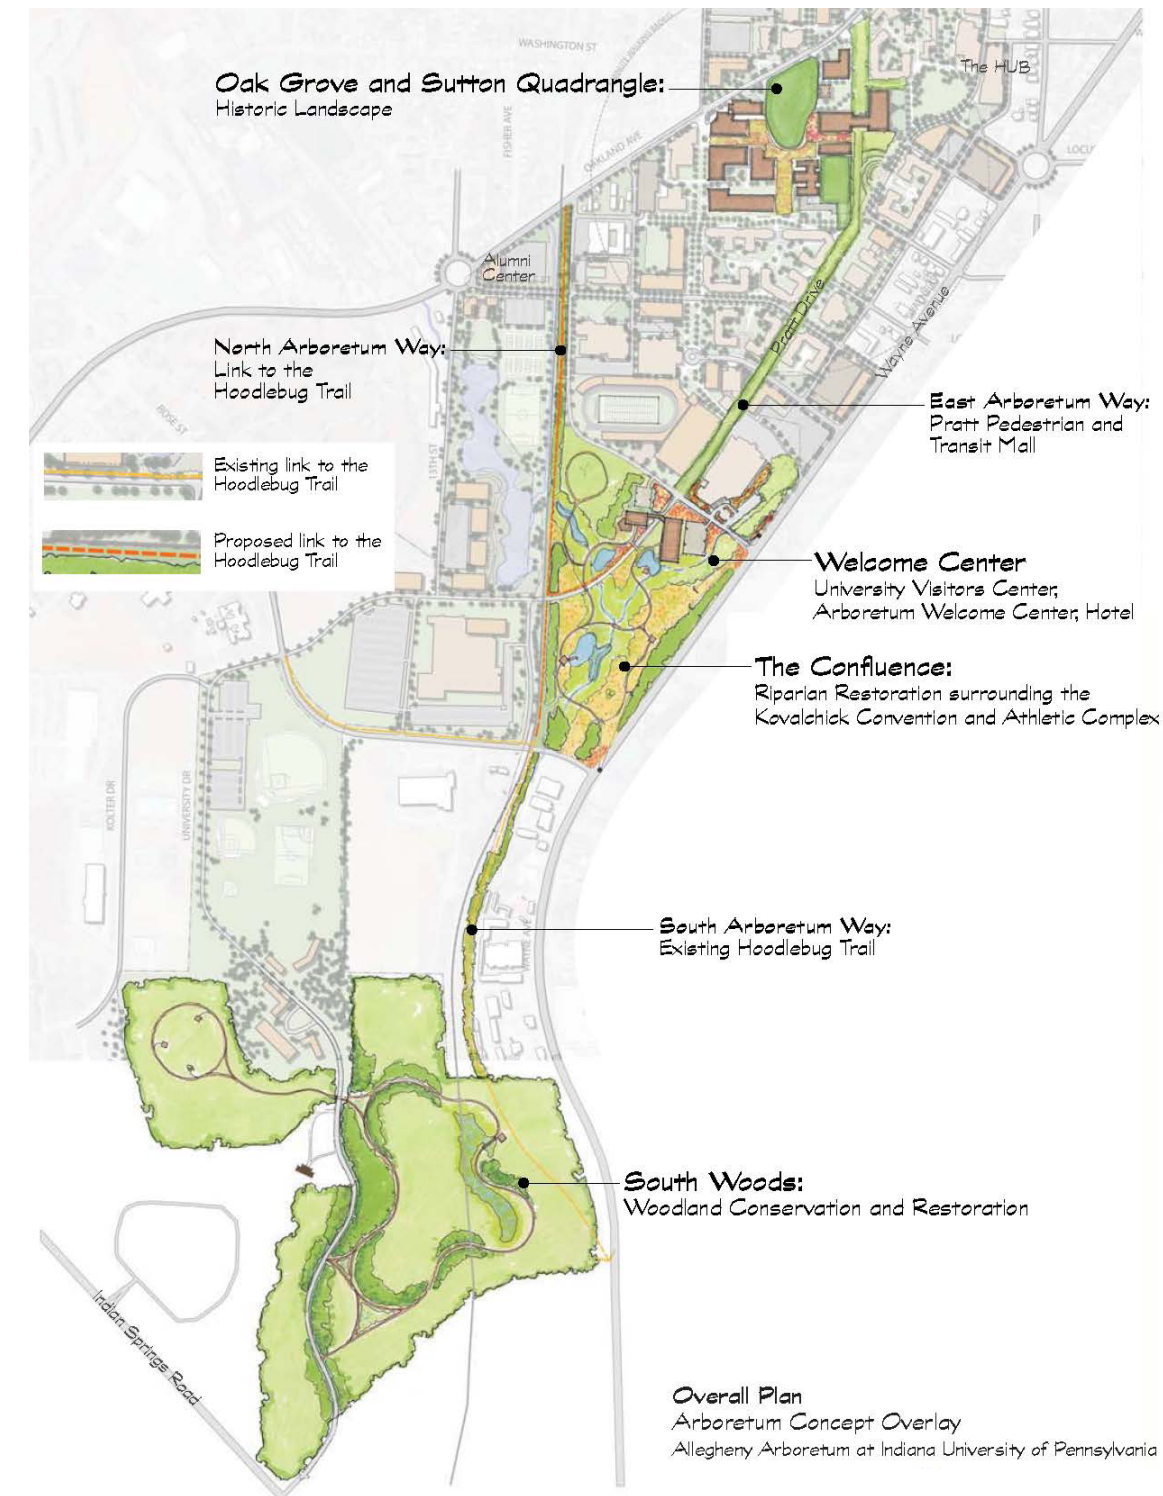 WASHINGTON ST
The HUB
Oak Grove and Sutton Quadrangle:
Historic Landscape
FISHER AVE
OAKLAND AVE
Alumni
Center
Pratt Drive
Wayne Avenue
North Arboretum Way:
Link to the
Hoodlebug Trail
East Arboretum Way:
Pratt Pedestrian and
Transit Mall
ROSE ST
13TH ST
Existing link to the
Hoodlebug Trail
Proposed link to the
Hoodlebug Trail
Welcome Center
University Visitors Center,
Arboretum Welcome Center, Hotel
The Confluence:
Riparian Restoration surrounding the
Kovalchick Convention and Athletic Complex
KOLTER DR
UNIVERSITY DR
South Arboretum Way:
Existing Hoodlebug Trail
WAYNE AVE
South Woods:
Woodland Conservation and Restoration
Indian Springs Road
Overall Plan
Arboretum Concept Overlay
Allegheny Arboretum at Indiana University of Pennsylvania